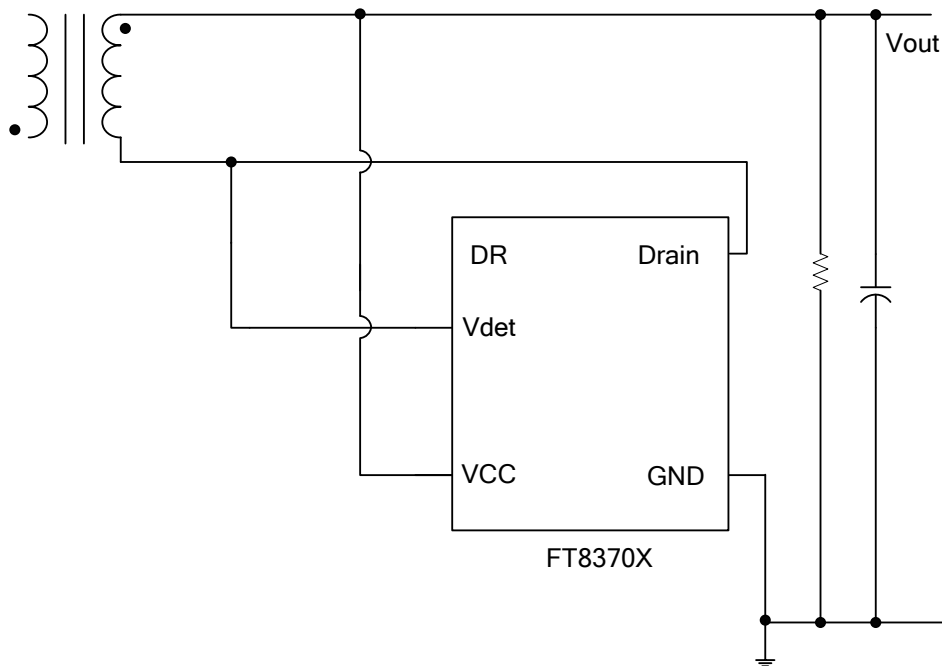 Vout
DR
Drain
Vdet
VCC
GND
FT8370X